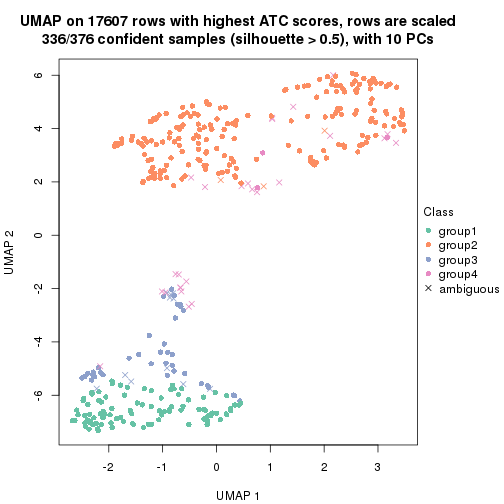 UMAP on 17607 rows with highest ATC scores, rows are scaled
336/376 confident samples (silhouette > 0.5), with 10 PCs
6
4
2
0
-2
-4
-6
UMAP 2
-2
-1
0
1
2
3
UMAP 1
Class
group1
group2
group3
group4
ambiguous